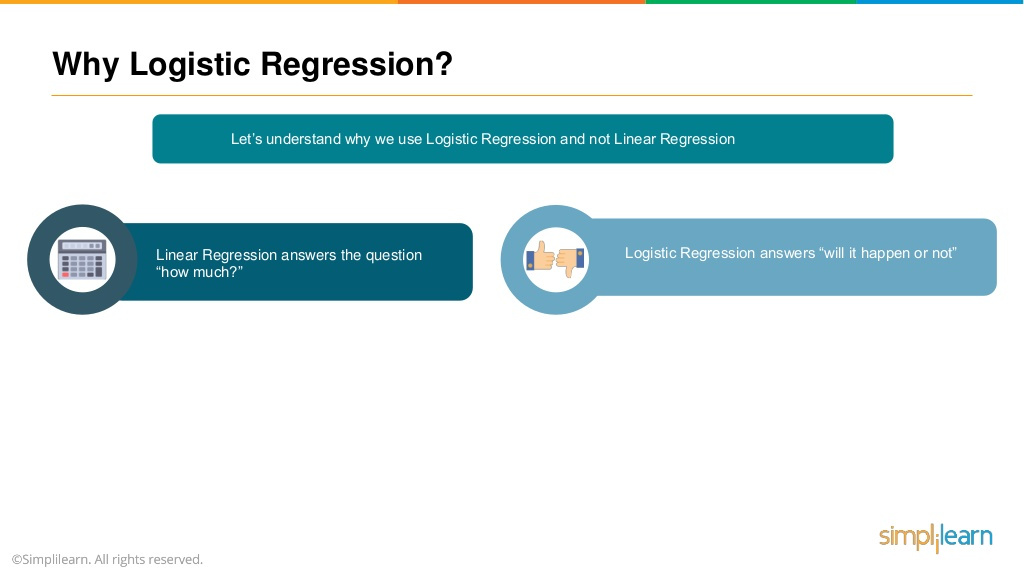 Why Logistic Regression?
Let’s understand why we use Logistic Regression and not Linear Regression
Linear Regression answers the question
“how much?”
Logistic Regression answers “will it happen or not”
simplilearn
©Simplilearn. All rights reserved.